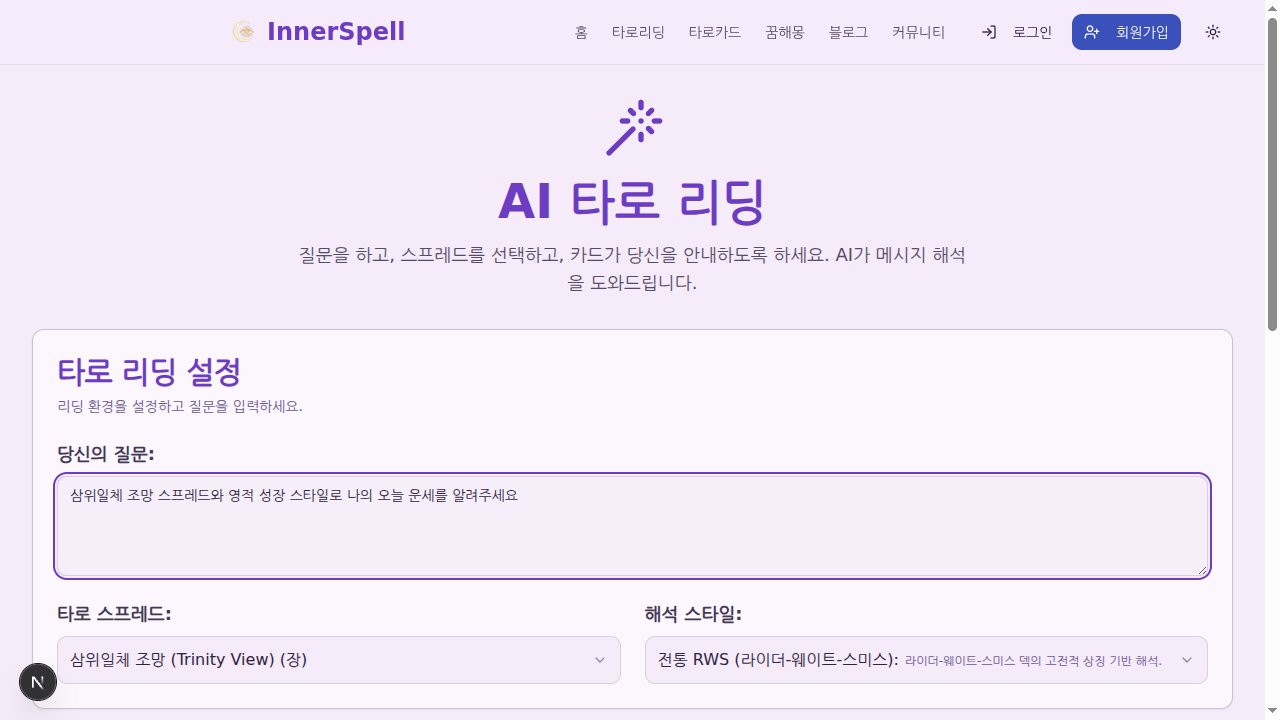 InnerSpell
홈
타로리딩
타로카드
꿈해몽
블로그
커뮤니티
로그인
회원가입
AI 타로 리딩
질문을 하고, 스프레드를 선택하고, 카드가 당신을 안내하도록 하세요. AI가 메시지 해석
을 도와드립니다.
타로 리딩 설정
리딩 환경을 설정하고 질문을 입력하세요.
당신의 질문:
삼위일체 조망 스프레드와 영적 성장 스타일로 나의 오늘 운세를 알려주세요
타로 스프레드:
삼위일체 조망 (Trinity View) (장)
해석 스타일:
전통 RWS (라이더-웨이트-스미스): 라이더-웨이트-스미스 덱의 고전적 상징 기반 해석.
N